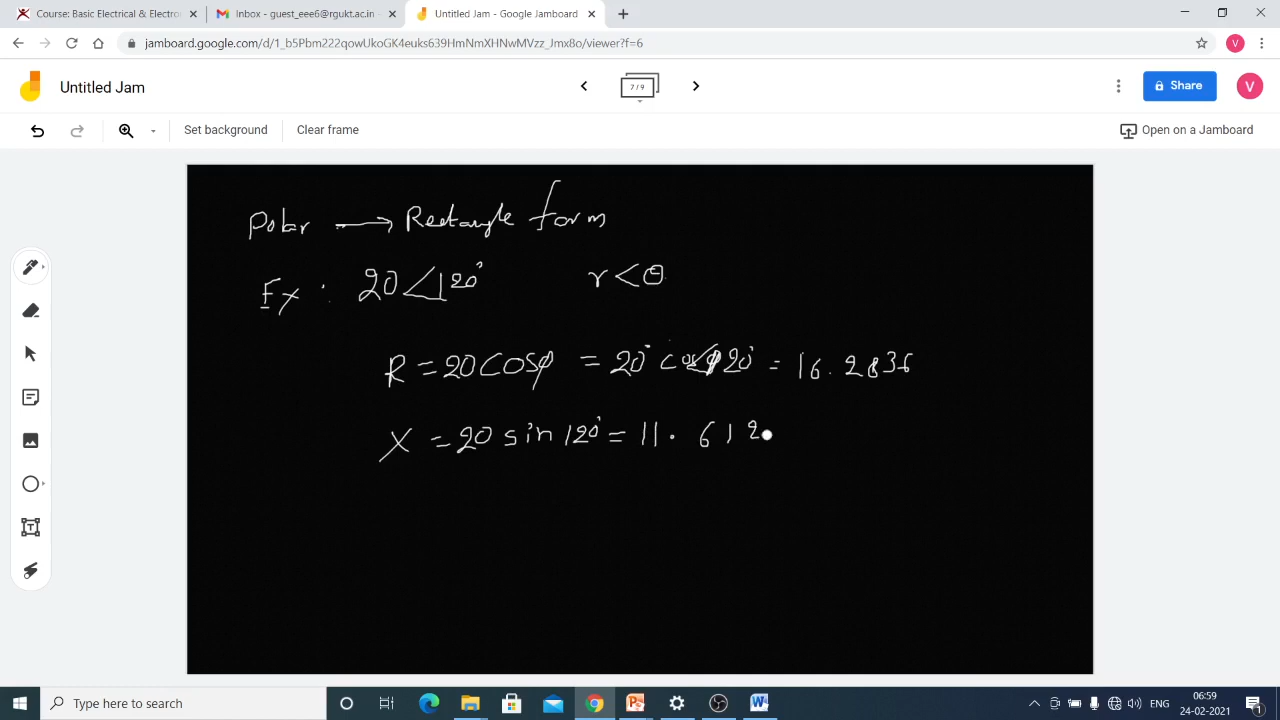 Course: Basic Electrical & Electro
Inbox - guest_eee6@rgukt.ac.in -
Untitled Jam - Google Jamboard
jamboard.google.com/d/1_b5Pbm222qowUkoGK4euks639HmNmXHNwMVZz_Jmx8o/viewer?f=6
V
Untitled Jam
7/9
Share
V
Set background
Clear frame
Open on a Jamboard
Polar → Rectangle form
Ex : 20∠120° r<θ
R = 20 cosφ = 20° cos 120° = 16.2836
X = 20 sin 120° = 11.612
Type here to search
ENG
06:59
24-02-2021